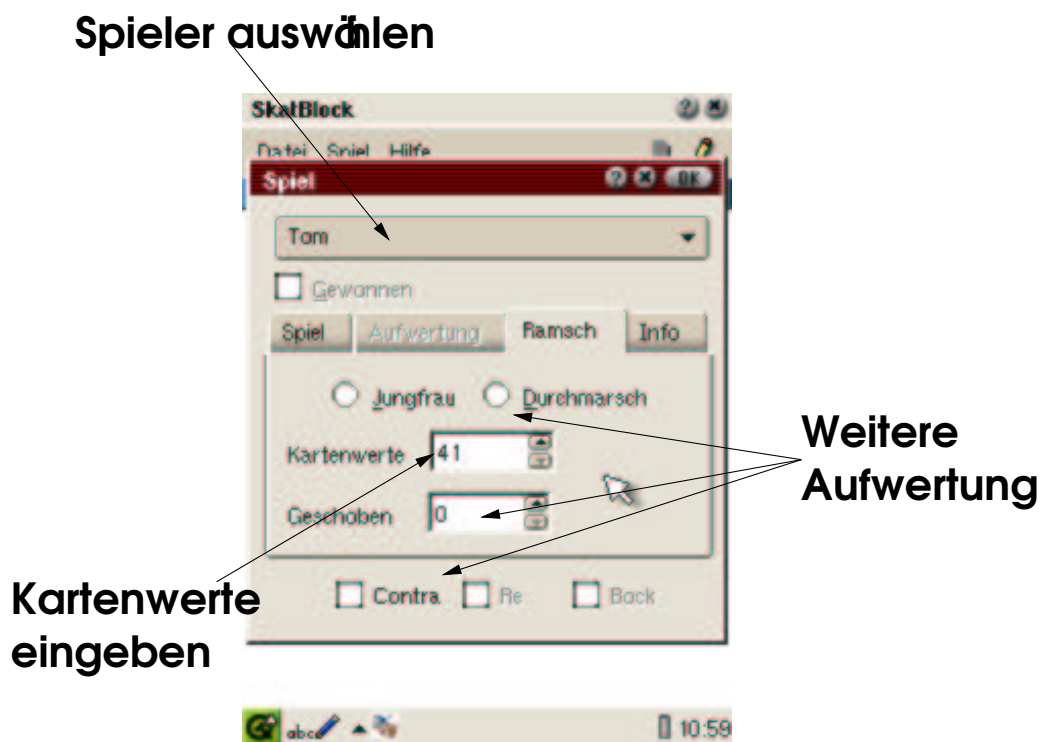 Spieler auswählen
SkatBlock
Datei Spiel Hilfe
Spiel ? OK
Tom
Gewonnen
Spiel Aufwertung Ramsch Info
Jungfrau Durchmarsch
Kartenwerte 41
Geschoben 0
Contra Re Bock
Weitere
Aufwertung
Kartenwerte
eingeben
abc 10:59